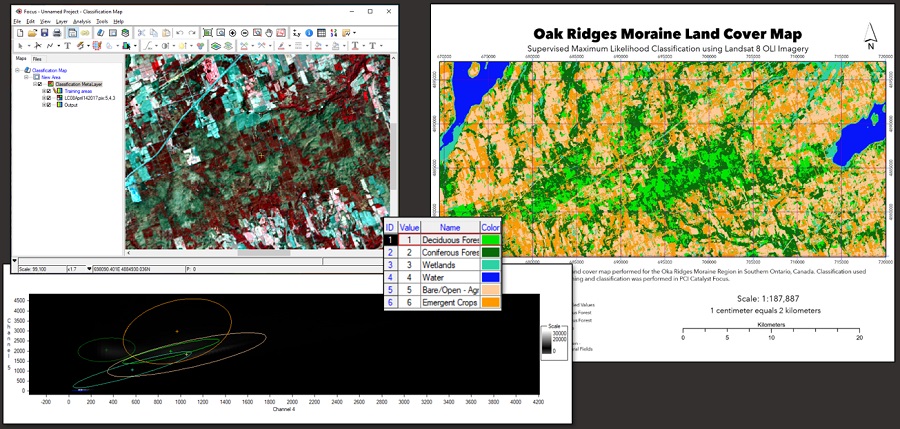 Focus - Unnamed Project - Classification Map
File Edit View Layer Analysis Tools Help
Maps Files
Classification Map
New Area
Classification MetaLayer
Training areas
LC08April142017.pix:5,4,3
Output
Scale: 99,100 x1.7 698090.401E 4884930.036N P: 0
Oak Ridges Moraine Land Cover Map
Supervised Maximum Likelihood Classification using Landsat 8 OLI Imagery
N
ID Value Name Color
1 1 Deciduous Fores
2 2 Coniferous Fores
3 3 Wetlands
4 4 Water
5 5 Bare/Open - Agr
6 6 Emergent Crops
nd cover map performed for the Oka Ridges Moraine Region in Southern Ontario, Canada. Classification used
ning and classification was performed in PCI Catalyst Focus.
Scale: 1:187,887
1 centimeter equals 2 kilometers
Kilometers
0 5 10 20
Channel 5
4500
4000
3500
3000
2500
2000
1500
1000
500
0
-200 0 200 400 600 800 1000 1200 1400 1600 1800 2000 2200 2400 2600 2800 3000 3200 3400 3600 3800 4000 4200
Channel 4
Scale
30000
20000
10000
0